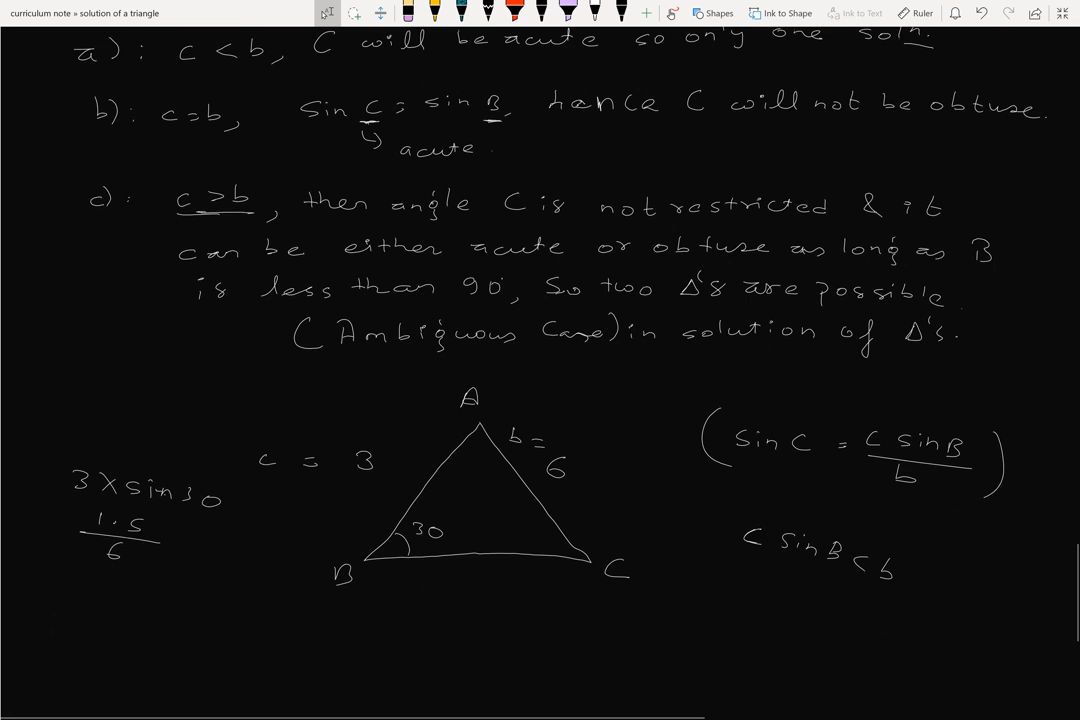 curriculum note » solution of a triangle
Shapes Ink to Shape Ink to Text Ruler
a) : c < b, C will be acute so only one soln.
b) : c = b, Sin C = sin B, hence C will not be obtuse.
↳ acute.
c) : c > b, then angle C is not restricted & it
can be either acute or obtuse as long as B
is less than 90°, So two Δ's are possible.
(Ambiguous Case) in solution of Δ's.
A
b =
6
c = 3
(Sin C = c sin B / b)
3 X sin 30
1.5
6
30
B
C
c sin B < b